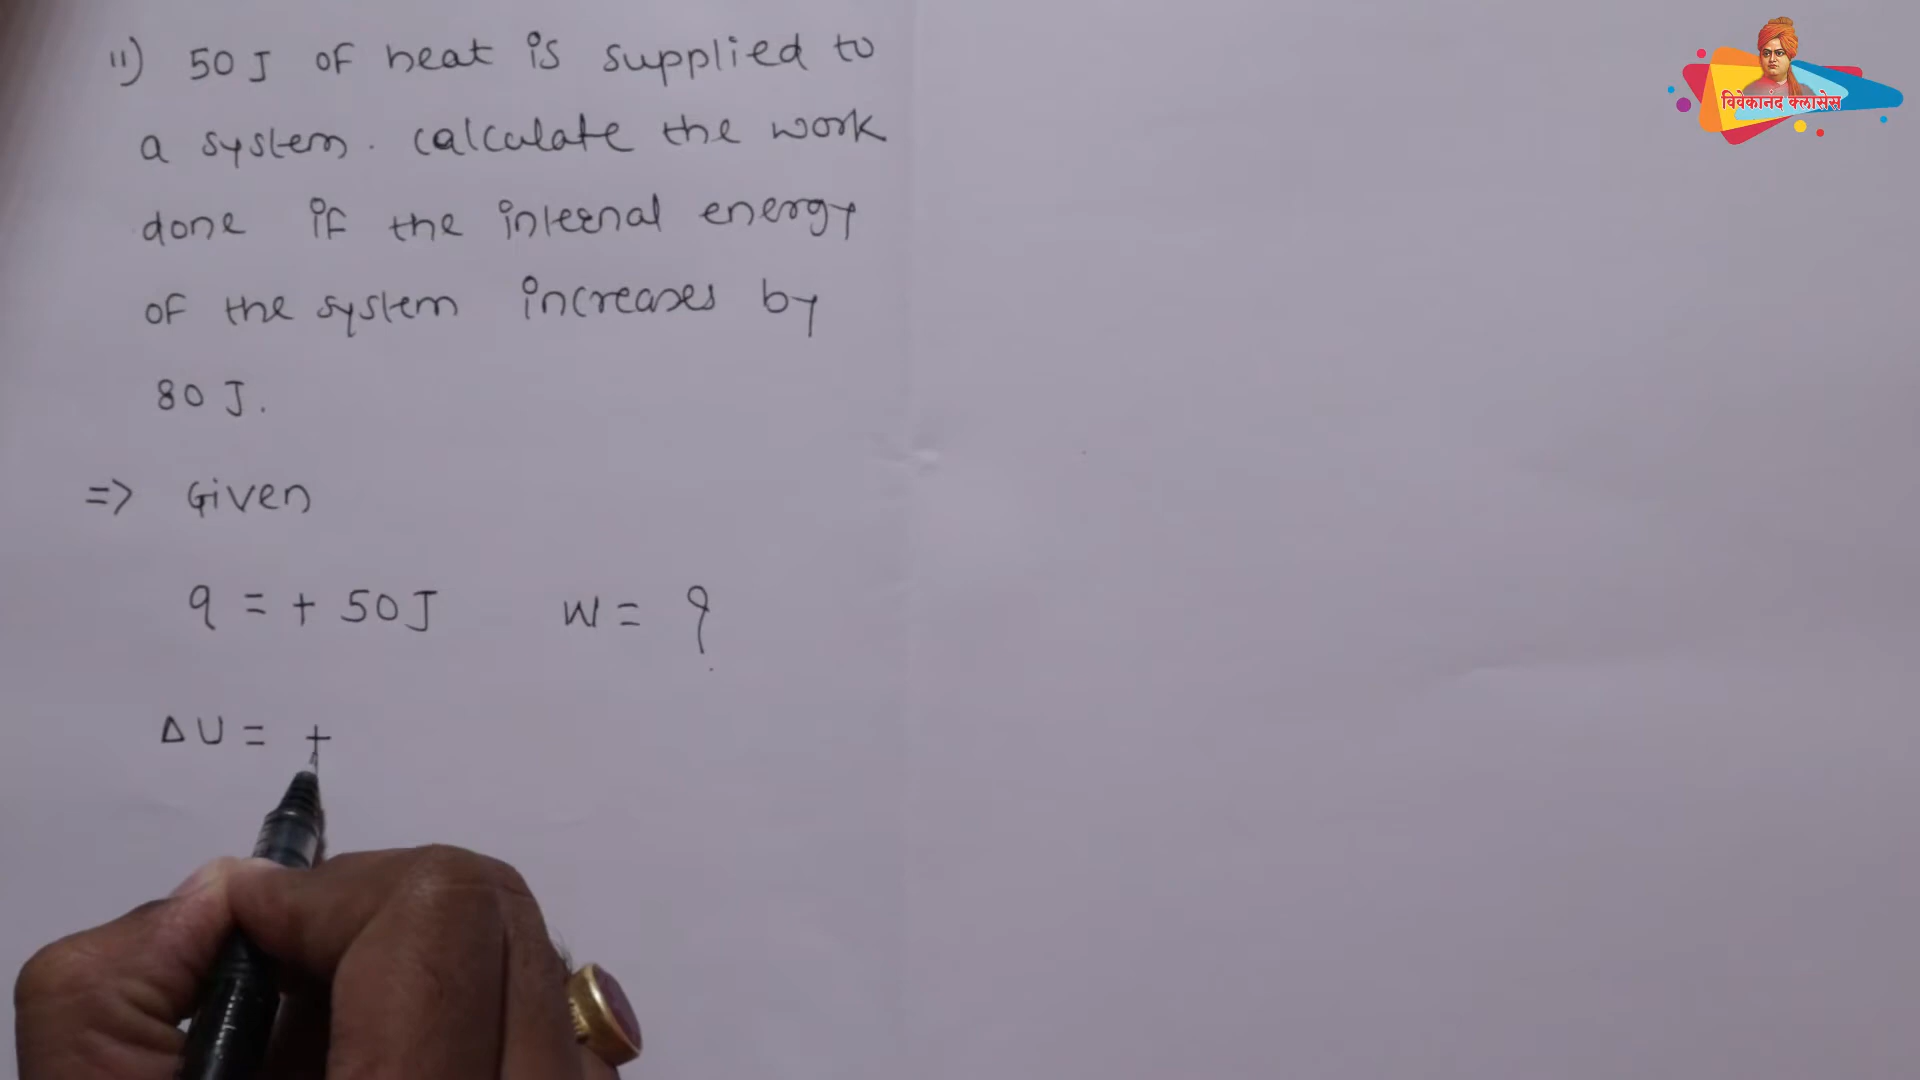 11) 50 J of heat is supplied to
a system. calculate the work
done if the internal energy
of the system increases by
80 J.
=> Given
q = + 50 J    W = ?
ΔU = +
विवेकानंद क्लासेस